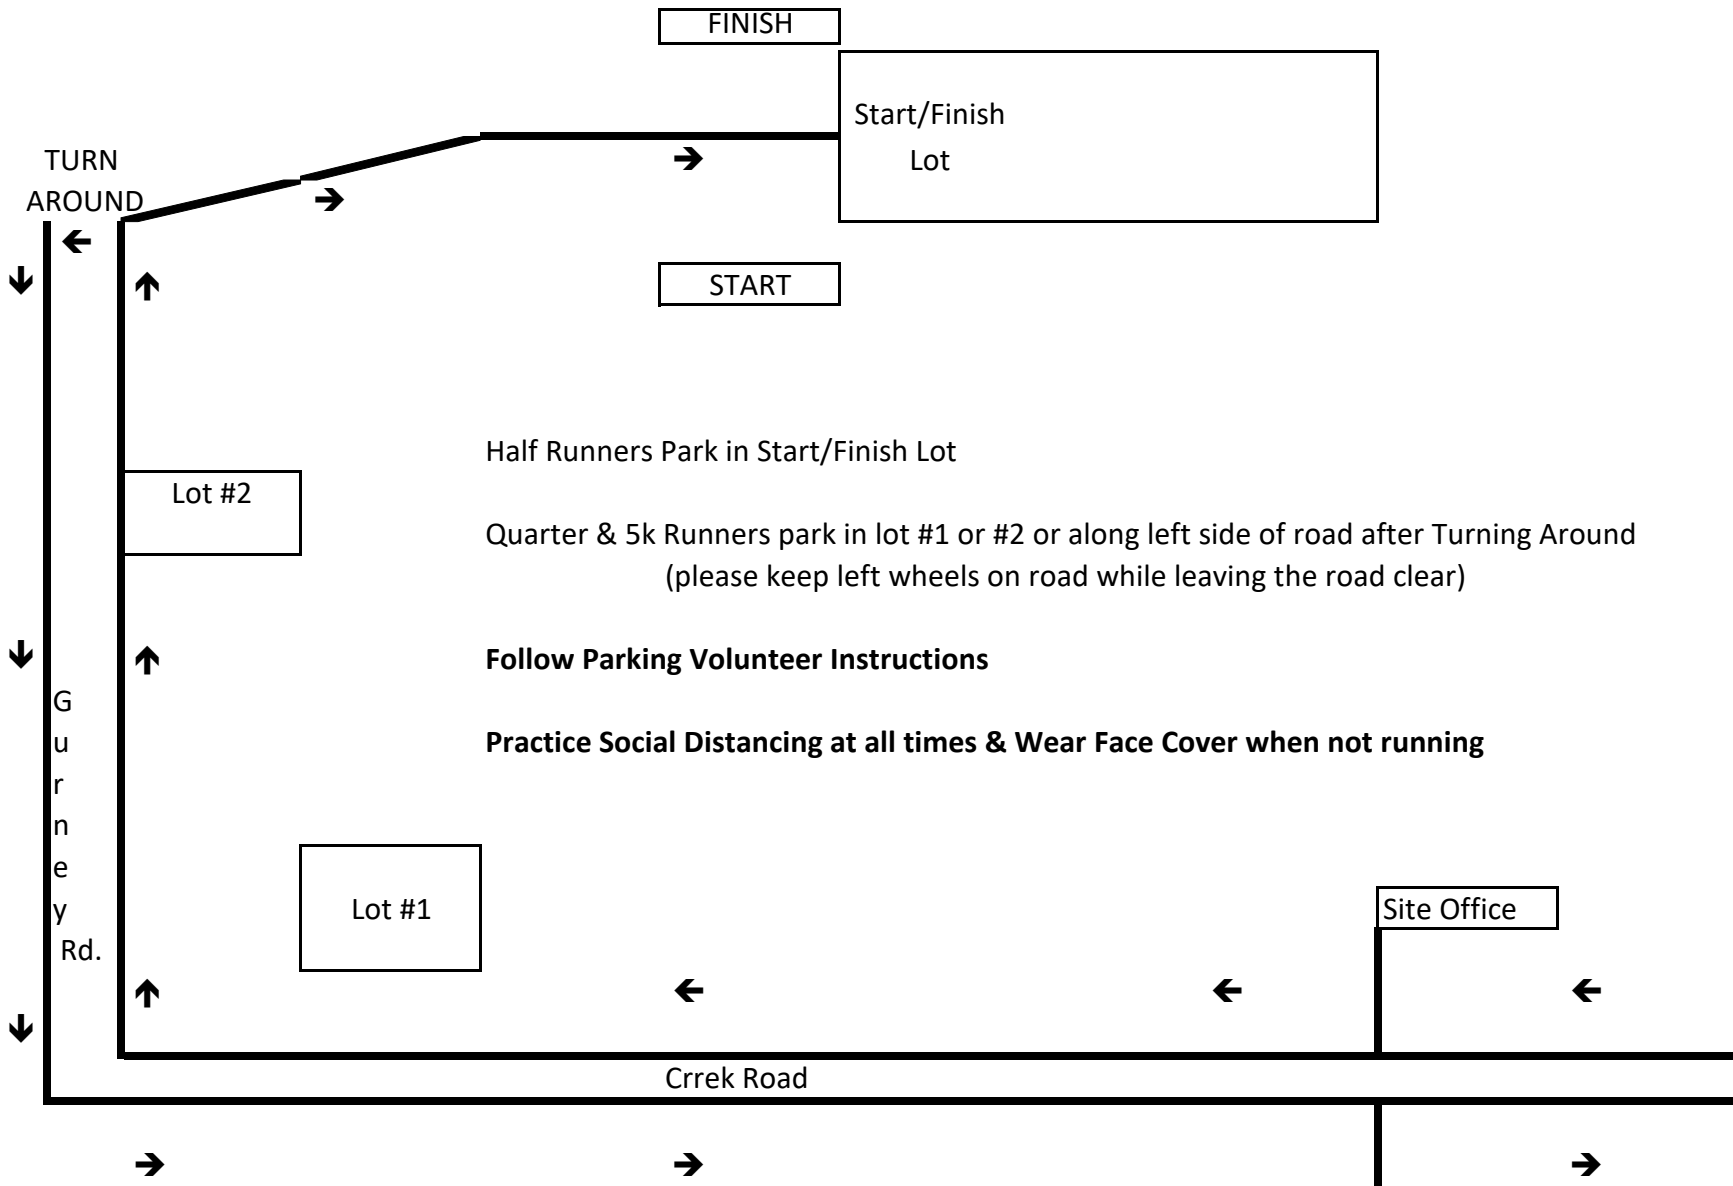 FINISH
Start/Finish
Lot
TURN
AROUND
START
Half Runners Park in Start/Finish Lot
Lot #2
Quarter & 5k Runners park in lot #1 or #2 or along left side of road after Turning Around
(please keep left wheels on road while leaving the road clear)
Follow Parking Volunteer Instructions
Practice Social Distancing at all times & Wear Face Cover when not running
G
u
r
n
e
y
Rd.
Lot #1
Site Office
Crrek Road